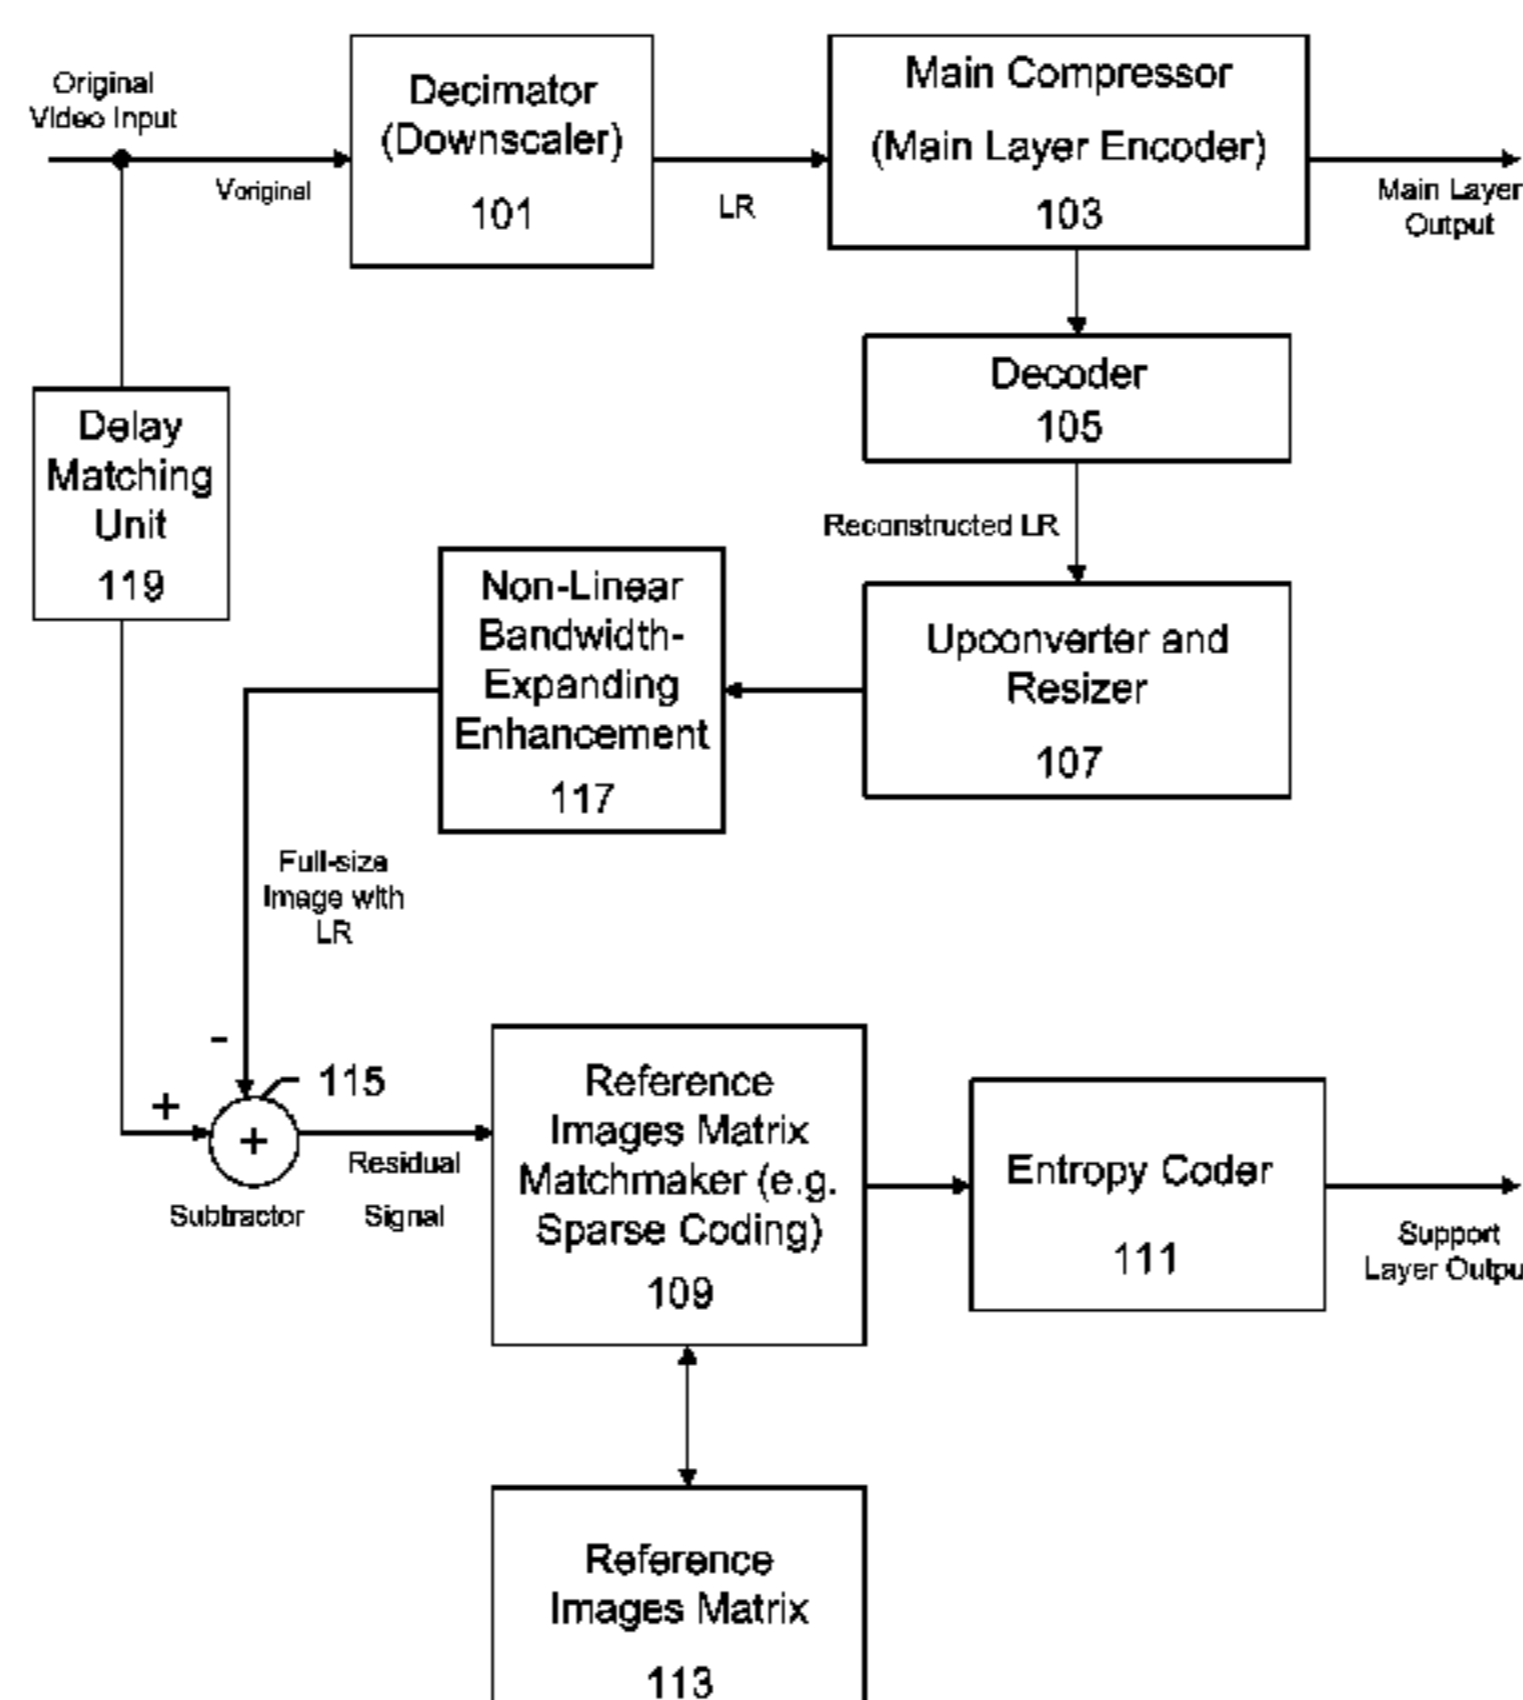 Original
Video Input
Voriginal
Decimator
(Downscaler)
101
LR
Main Compressor
(Main Layer Encoder)
103
Main Layer
Output
Decoder
105
Delay
Matching
Unit
119
Reconstructed LR
Non-Linear
Bandwidth-
Expanding
Enhancement
117
Upconverter and
Resizer
107
Full-size
Image with
LR
-
+
115
+
Subtractor
Residual
Signal
Reference
Images Matrix
Matchmaker (e.g.
Sparse Coding)
109
Entropy Coder
111
Support
Layer Outpu
Reference
Images Matrix
113